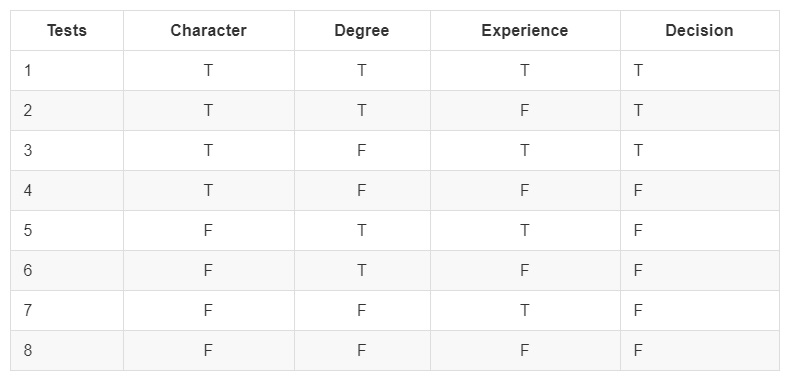 Tests Character Degree Experience Decision
1 T T T T
2 T T F T
3 T F T T
4 T F F F
5 F T T F
6 F T F F
7 F F T F
8 F F F F